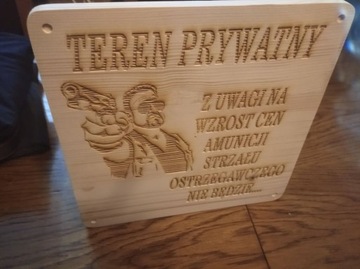 TEREN PRYWATNY
Z UWAGI NA
WZROST CEN
AMUNICJI
STRZAŁU
OSTRZEGAWCZEGO
NIE BĘDZIE...